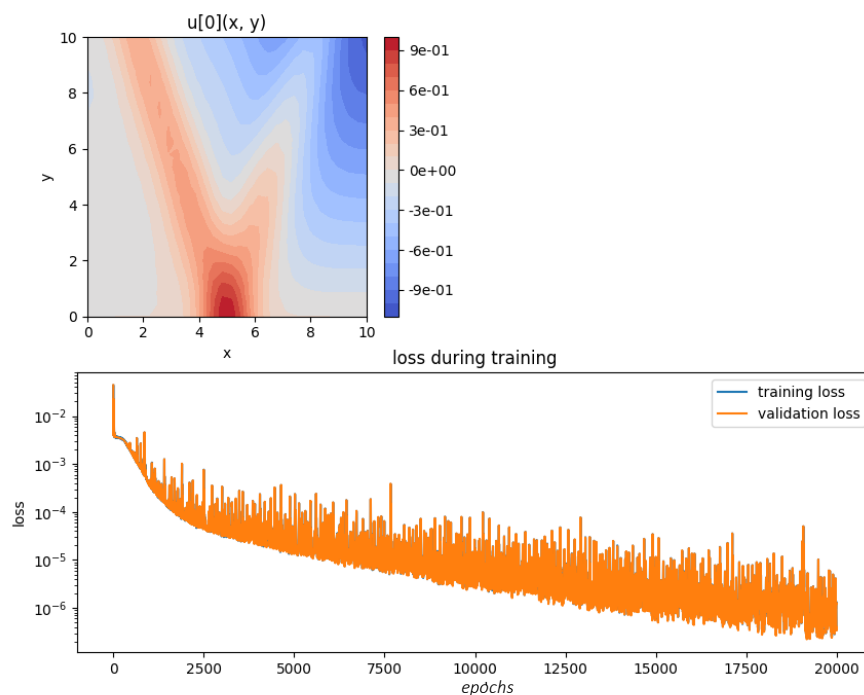 u[0](x, y)
10
8
6
4
2
0
y
0 2 4 6 8 10
x
9e-01
6e-01
3e-01
0e+00
-3e-01
-6e-01
-9e-01
loss during training
training loss
validation loss
10⁻²
10⁻³
10⁻⁴
10⁻⁵
10⁻⁶
loss
0 2500 5000 7500 10000 12500 15000 17500 20000
epochs